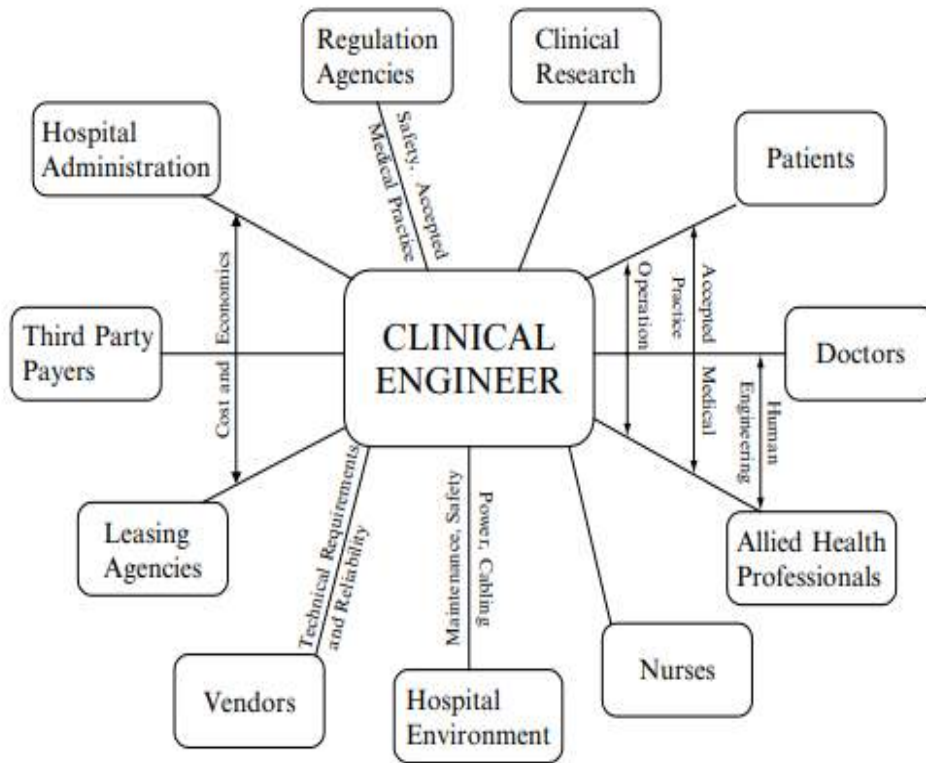 Regulation
Agencies
Clinical
Research
Hospital
Administration
Safety, Accepted
Medical Practice
Patients
Third Party
Payers
Cost and Economics
CLINICAL
ENGINEER
Operation
Accepted Medical
Practice
Doctors
Human
Engineering
Leasing
Agencies
Technical Requirements
and Reliability
Power, Cabling
Maintenance, Safety
Allied Health
Professionals
Vendors
Hospital
Environment
Nurses